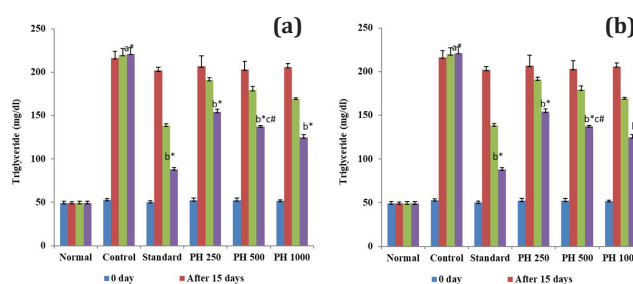 (a)
250
200
150
100
50
0
Triglyceride (mg/dl)
a#
b*
b*
b*c#
b*
Normal Control Standard PH 250 PH 500 PH 1000
0 day After 15 days
(b)
250
200
150
100
50
0
Triglyceride (mg/dl)
a#
b*
b*
b*c#
Normal Control Standard PH 250 PH 500 PH 1000
0 day After 15 days